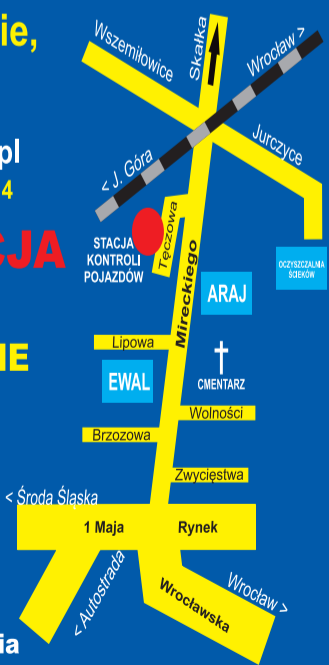 ie,
pl
4
CJA
IE
ia
Skałka
Wszemiłowice
Wrocław >
Jurczyce
< J. Góra
Tęczowa
STACJA
KONTROLI
POJAZDÓW
OCZYSZCZALNIA
ŚCIEKÓW
Mireckiego
ARAJ
Lipowa
EWAL
CMENTARZ
Wolności
Brzozowa
Zwycięstwa
< Środa Śląska
1 Maja
Rynek
< Autostrada
Wrocławska
Wrocław >